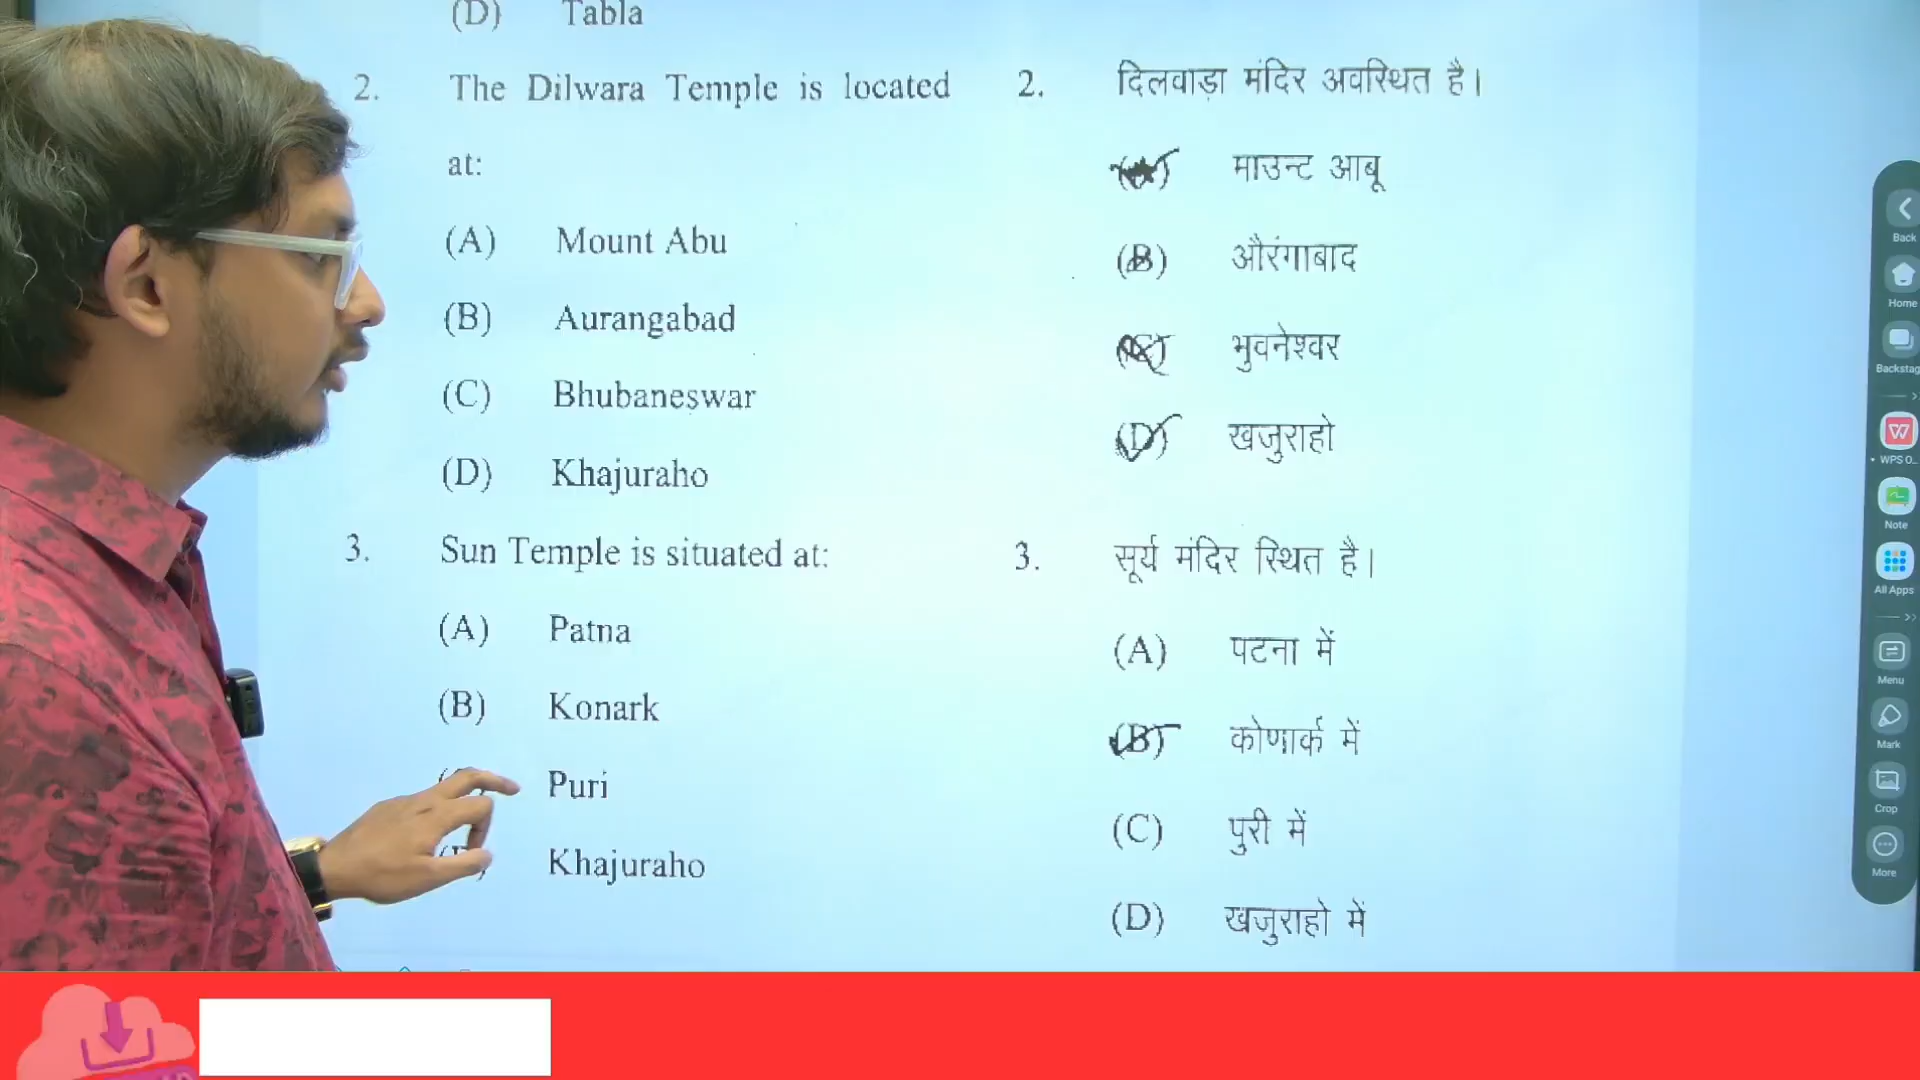 (D) Tabla
2. The Dilwara Temple is located
at:
(A) Mount Abu
(B) Aurangabad
(C) Bhubaneswar
(D) Khajuraho
3. Sun Temple is situated at:
(A) Patna
(B) Konark
Puri
Khajuraho
2. दिलवाड़ा मंदिर अवस्थित है।
माउन्ट आबू
(B) औरंगाबाद
भुवनेश्वर
(D) खजुराहो
3. सूर्य मंदिर स्थित है।
(A) पटना में
(B) कोणार्क में
(C) पुरी में
(D) खजुराहो में
Back
Home
Backstag
WPS O...
Note
All Apps
Menu
Mark
Crop
More